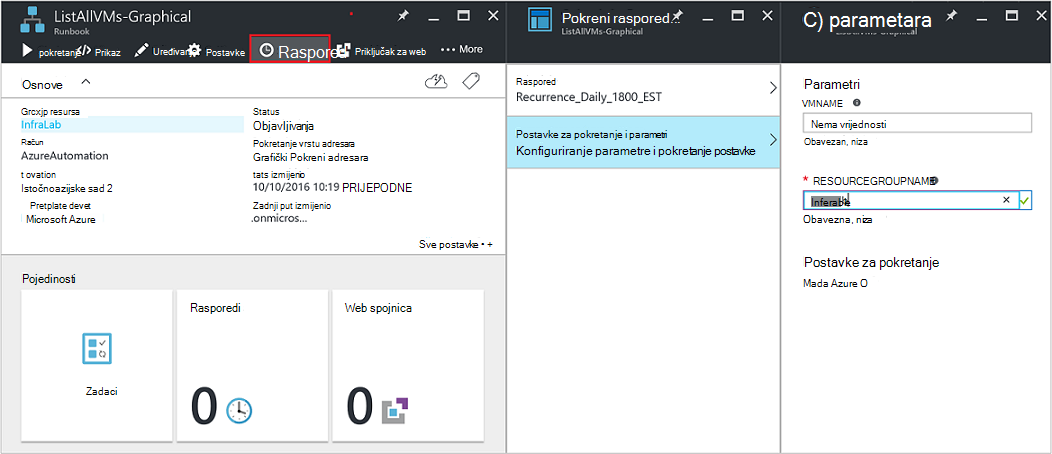 ListAllVMs-Graphical
Runbook
pokretanje
Prikaz
Uređivanje
Postavke
Raspored
Priključak za web
••• More
Osnove
Grcxjp resursa
InfraLab
Račun
AzureAutomation
t ovation
Istočnoazijske sad 2
Pretplate devet
Microsoft Azure
Status
Objavljivanja
Pokretanje vrstu adresara
Grafički Pokreni adresara
tats izmijenio
10/10/2016 10:19 PRIJEPODNE
Zadnji put izmijenio
.onmicros...
Sve postavke • +
Pojedinosti
Zadaci
Rasporedi
0
Web spojnica
0
Pokreni raspored...
ListAllVMs-Graphical
Raspored
Recurrence_Daily_1800_EST
Postavke za pokretanje i parametri
Konfiguriranje parametre i pokretanje postavke
C) parametara
ListAllVMs-Graphical
Parametri
VMNAME
Nema vrijednosti
Obavezan, niza
* RESOURCEGROUPNAME
Obavezna, niza
Postavke za pokretanje
Mada Azure O